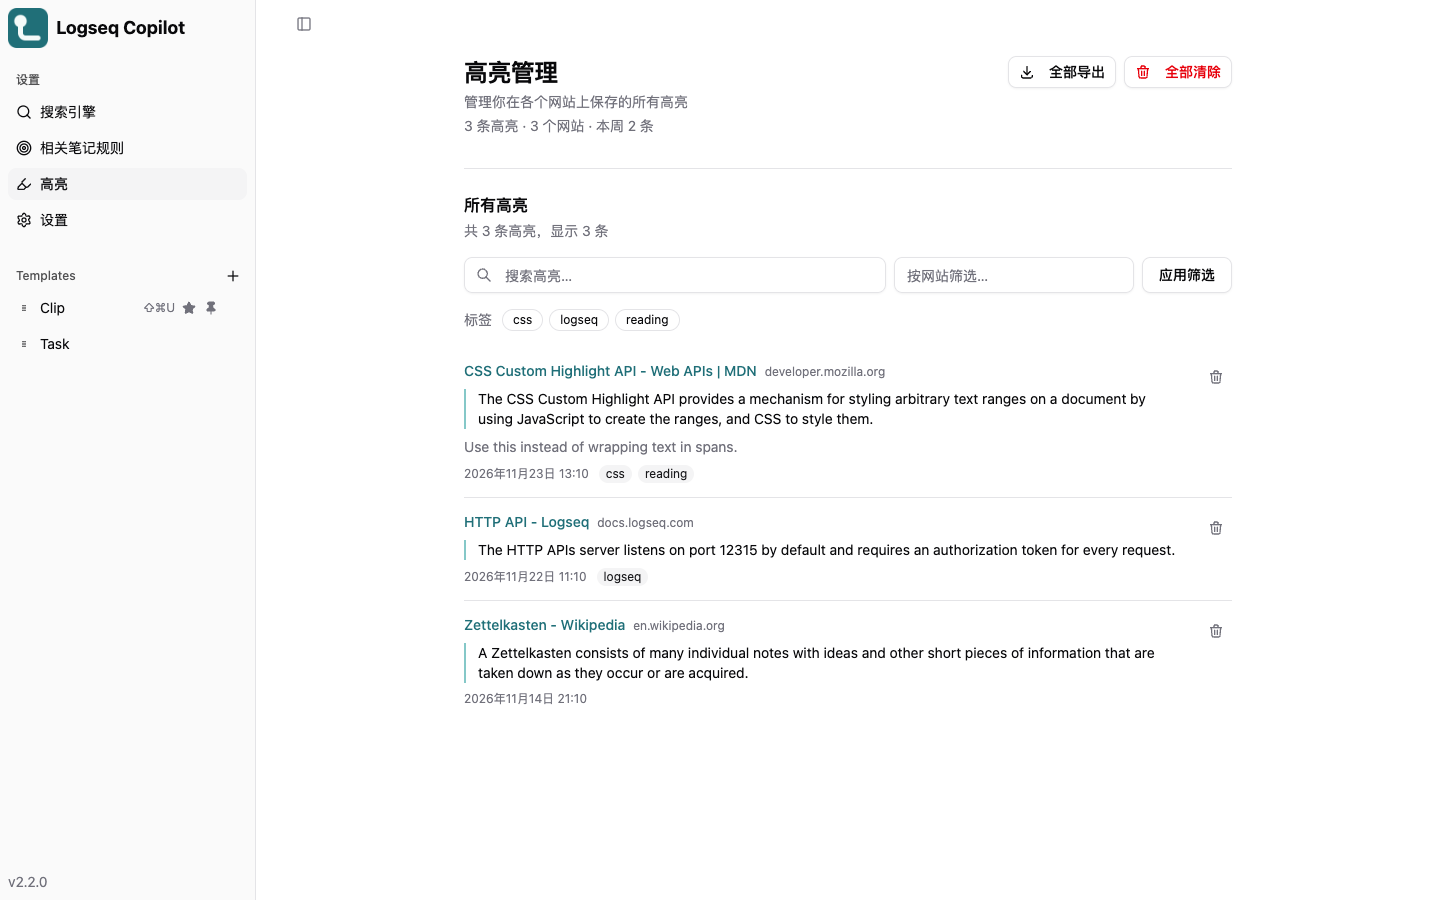 Logseq Copilot
设置
搜索引擎
相关笔记规则
高亮
设置
Templates
Clip ⇧⌘U
Task
v2.2.0
高亮管理
全部导出
全部清除
管理你在各个网站上保存的所有高亮
3 条高亮 · 3 个网站 · 本周 2 条
所有高亮
共 3 条高亮，显示 3 条
搜索高亮...
按网站筛选...
应用筛选
标签 css logseq reading
CSS Custom Highlight API - Web APIs | MDN developer.mozilla.org
The CSS Custom Highlight API provides a mechanism for styling arbitrary text ranges on a document by
using JavaScript to create the ranges, and CSS to style them.
Use this instead of wrapping text in spans.
2026年11月23日 13:10 css reading
HTTP API - Logseq docs.logseq.com
The HTTP APIs server listens on port 12315 by default and requires an authorization token for every request.
2026年11月22日 11:10 logseq
Zettelkasten - Wikipedia en.wikipedia.org
A Zettelkasten consists of many individual notes with ideas and other short pieces of information that are
taken down as they occur or are acquired.
2026年11月14日 21:10